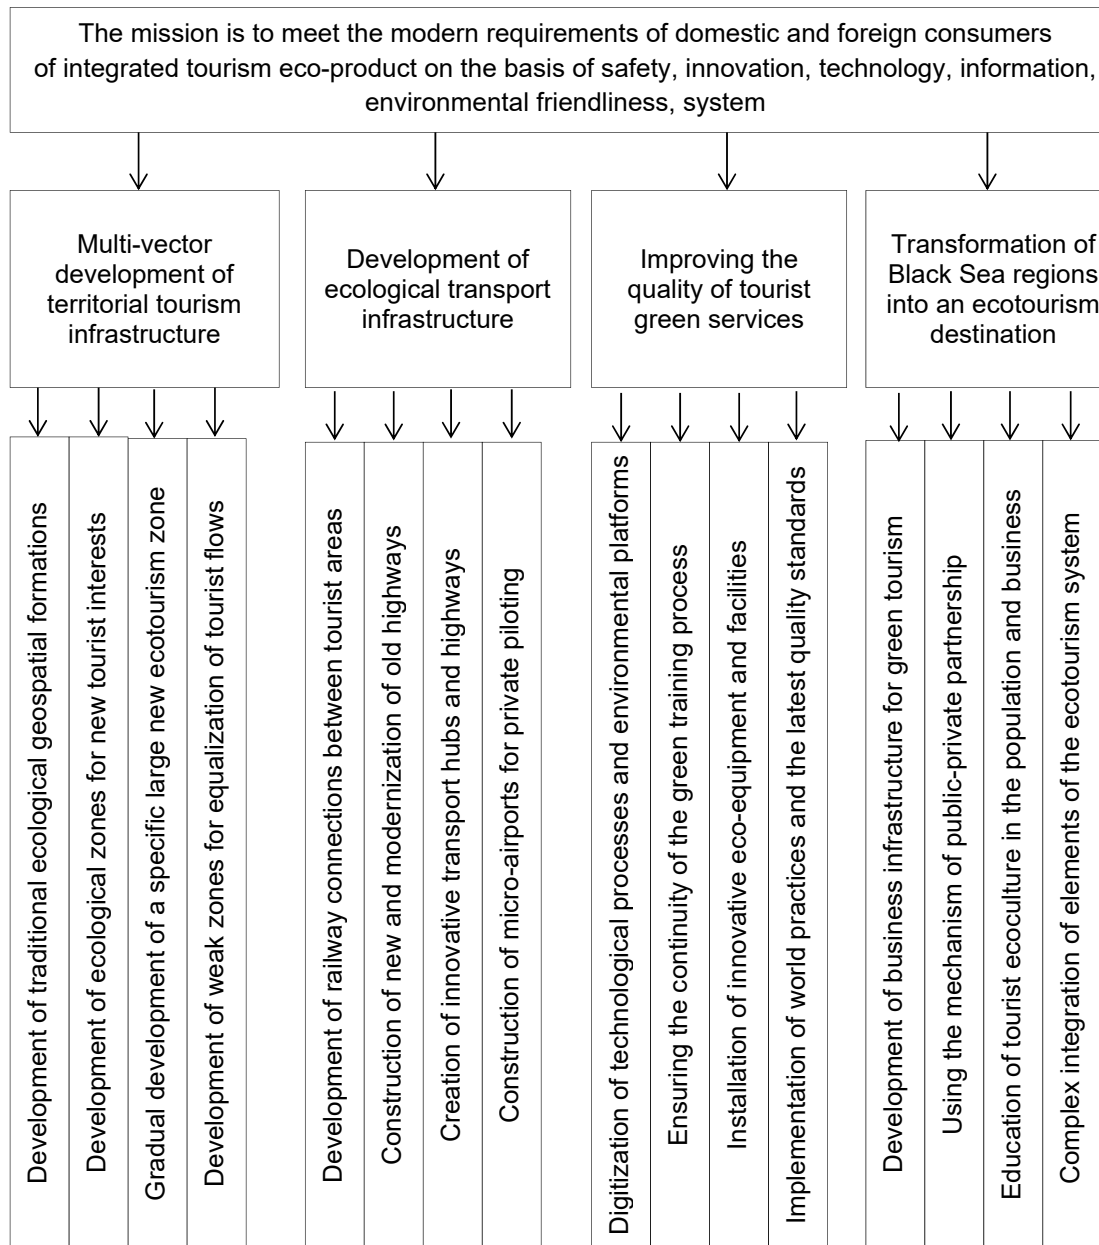 The mission is to meet the modern requirements of domestic and foreign consumers
of integrated tourism eco-product on the basis of safety, innovation, technology, information,
environmental friendliness, system
Multi-vector
development of
territorial tourism
infrastructure
Development of
ecological transport
infrastructure
Improving the
quality of tourist
green services
Transformation of
Black Sea regions
into an ecotourism
destination
Development of traditional ecological geospatial formations
Development of ecological zones for new tourist interests
Gradual development of a specific large new ecotourism zone
Development of weak zones for equalization of tourist flows
Development of railway connections between tourist areas
Construction of new and modernization of old highways
Creation of innovative transport hubs and highways
Construction of micro-airports for private piloting
Digitization of technological processes and environmental platforms
Ensuring the continuity of the green training process
Installation of innovative eco-equipment and facilities
Implementation of world practices and the latest quality standards
Development of business infrastructure for green tourism
Using the mechanism of public-private partnership
Education of tourist ecoculture in the population and business
Complex integration of elements of the ecotourism system